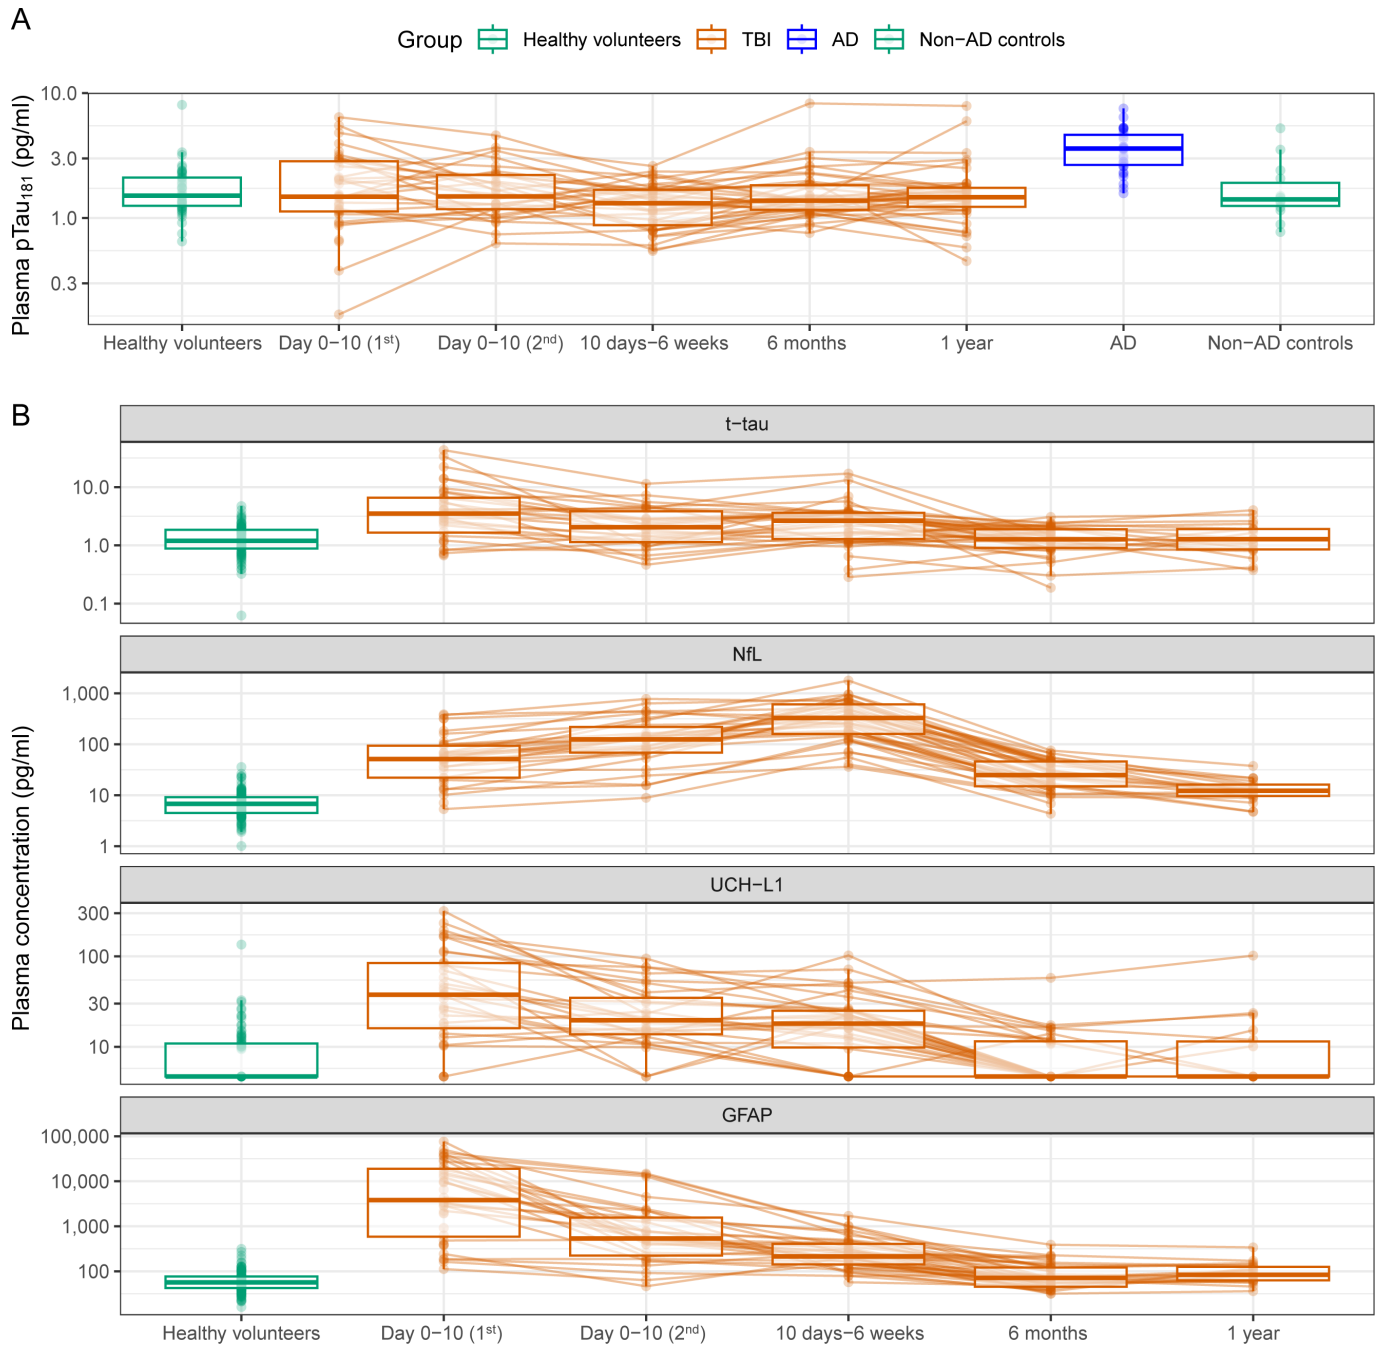 A
Group Healthy volunteers TBI AD Non−AD controls
Plasma pTau181 (pg/ml)
10.0
3.0
1.0
0.3
Healthy volunteers Day 0−10 (1st) Day 0−10 (2nd) 10 days−6 weeks 6 months 1 year AD Non−AD controls
B
Plasma concentration (pg/ml)
t−tau
10.0
1.0
0.1
NfL
1,000
100
10
1
UCH−L1
300
100
30
10
GFAP
100,000
10,000
1,000
100
Healthy volunteers Day 0−10 (1st) Day 0−10 (2nd) 10 days−6 weeks 6 months 1 year